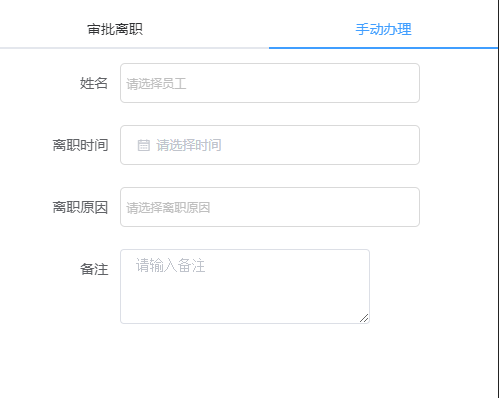 审批离职
手动办理
姓名
请选择员工
离职时间
请选择时间
离职原因
请选择离职原因
备注
请输入备注